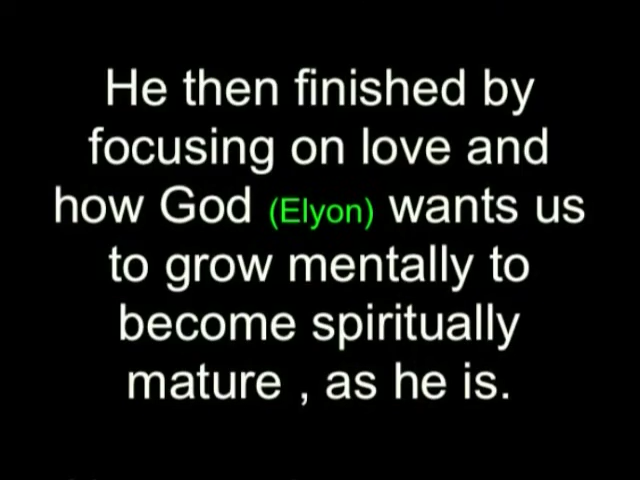 He then finished by
focusing on love and
how God (Elyon) wants us
to grow mentally to
become spiritually
mature , as he is.